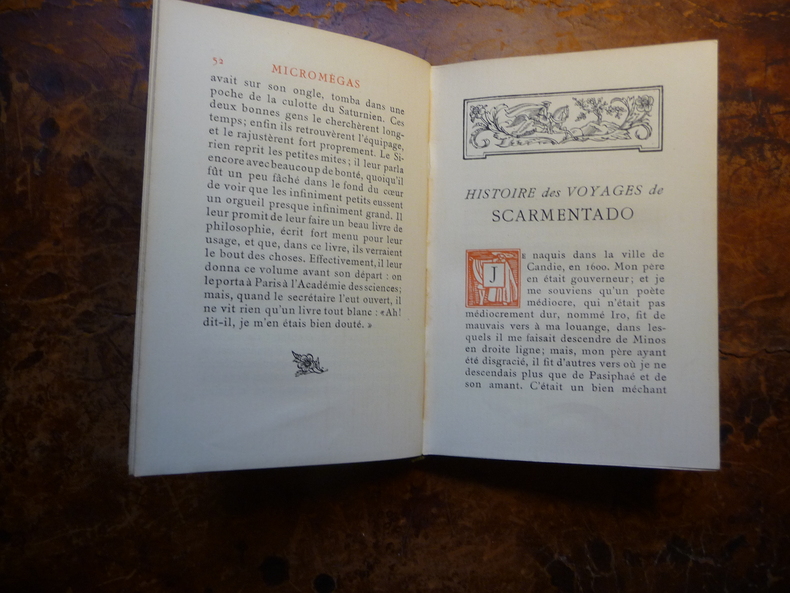 52
MICROMÉGAS
avait sur son ongle, tomba dans une
poche de la culotte du Saturnien. Ces
deux bonnes gens le cherchèrent long-
temps; enfin ils retrouvèrent l'équipage,
et le rajustèrent fort proprement. Le Si-
rien reprit les petites mites; il leur parla
encore avec beaucoup de bonté, quoiqu'il
fût un peu fâché dans le fond du cœur
de voir que les infiniment petits eussent
un orgueil presque infiniment grand. Il
leur promit de leur faire un beau livre de
philosophie, écrit fort menu pour leur
usage, et que, dans ce livre, ils verraient
le bout des choses. Effectivement, il leur
donna ce volume avant son départ : on
le porta à Paris à l'Académie des sciences;
mais, quand le secrétaire l'eut ouvert, il
ne vit rien qu'un livre tout blanc : «Ah!
dit-il, je m'en étais bien douté. »
HISTOIRE des VOYAGES de
SCARMENTADO
JE naquis dans la ville de
Candie, en 1600. Mon père
en était gouverneur; et je
me souviens qu'un poète
médiocre, qui n'était pas
médiocrement dur, nommé Iro, fit de
mauvais vers à ma louange, dans les-
quels il me faisait descendre de Minos
en droite ligne; mais, mon père ayant
été disgracié, il fit d'autres vers où je ne
descendais plus que de Pasiphaé et de
son amant. C'était un bien méchant